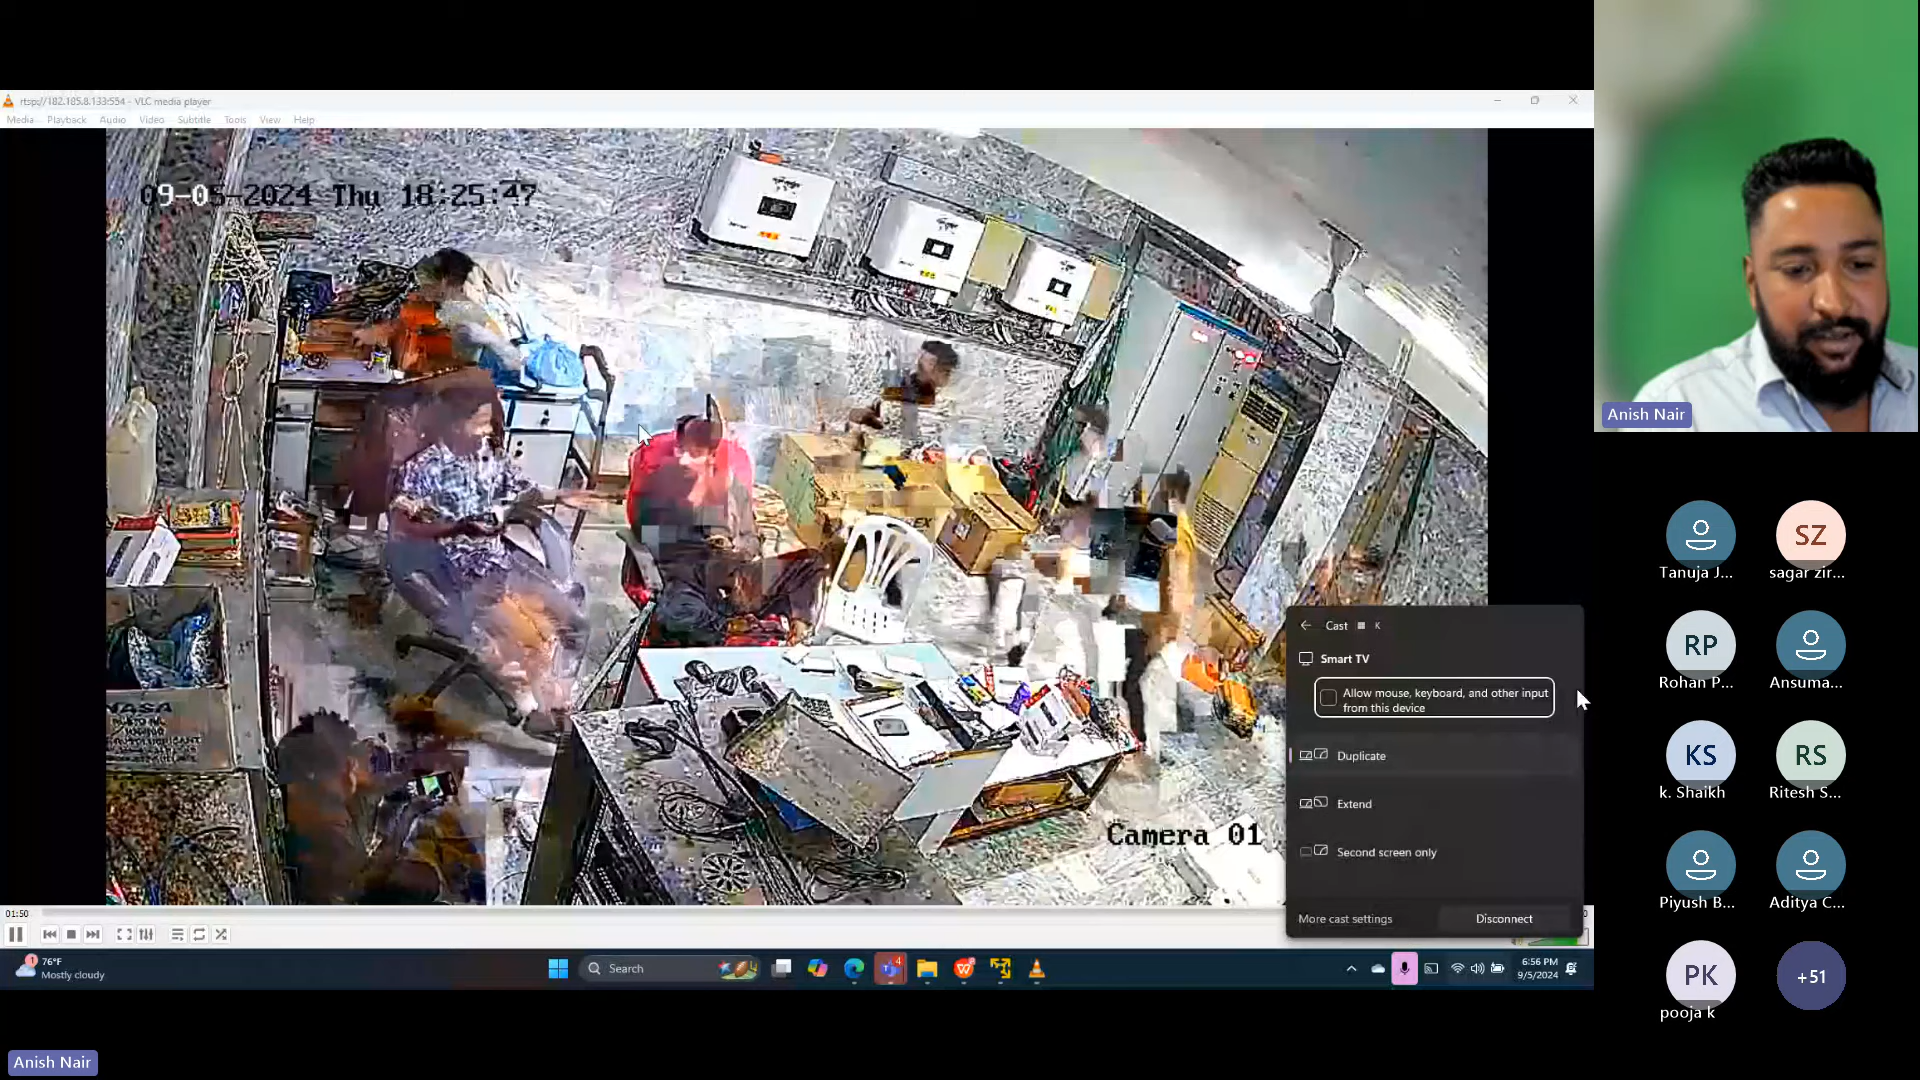 rtsp://182.185.8.133:554 - VLC media player
Media Playback Audio Video Subtitle Tools View Help
09-05-2024 Thu 18:25:47
Anish Nair
Tanuja J...
SZ
sagar zir...
Cast K
Smart TV
Allow mouse, keyboard, and other input
from this device
RP
Rohan P...
Ansuma...
NASA
Duplicate
KS
k. Shaikh
RS
Ritesh S...
Extend
Camera 01
Second screen only
Piyush B...
Aditya C...
01:50
More cast settings
Disconnect
1
76°F
Mostly cloudy
Search
4
6:56 PM
9/5/2024
PK
pooja k
+51
Anish Nair